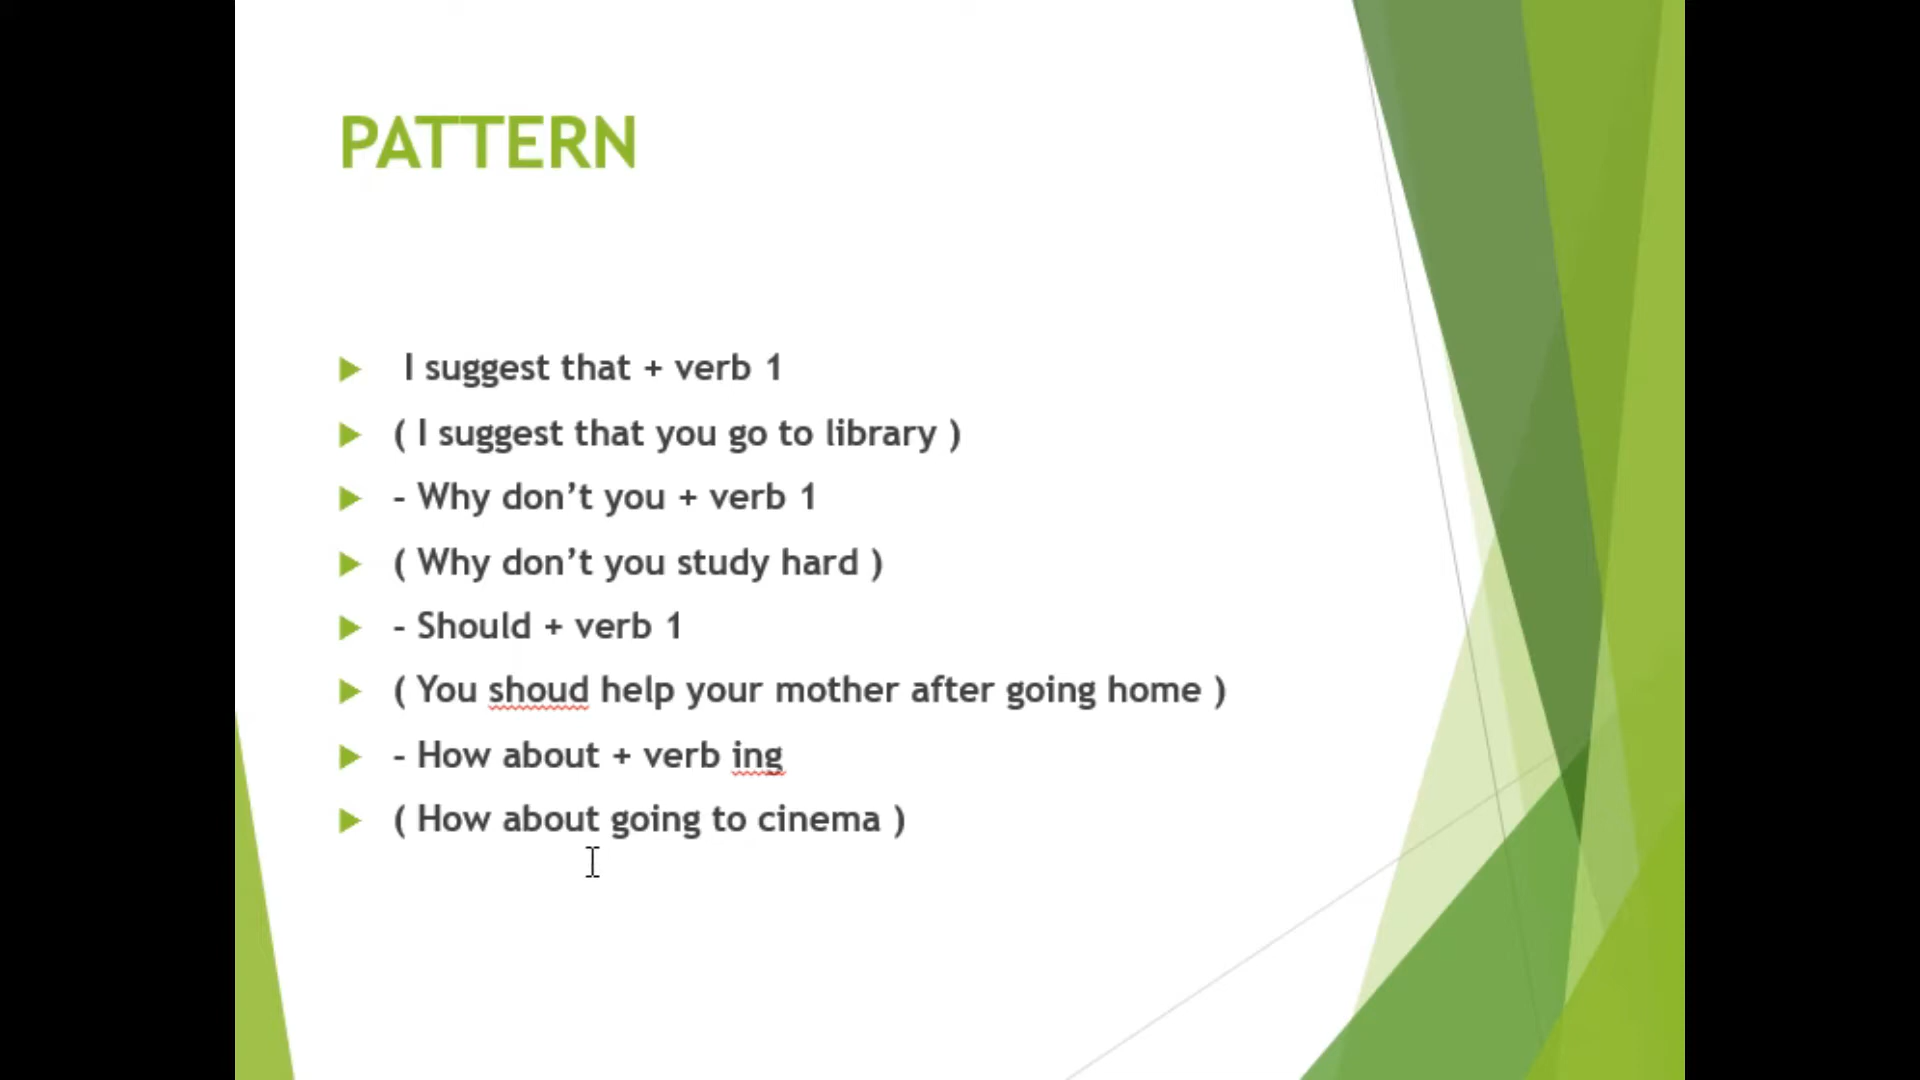 PATTERN
I suggest that + verb 1
( I suggest that you go to library )
- Why don’t you + verb 1
( Why don’t you study hard )
- Should + verb 1
( You shoud help your mother after going home )
- How about + verb ing
( How about going to cinema )